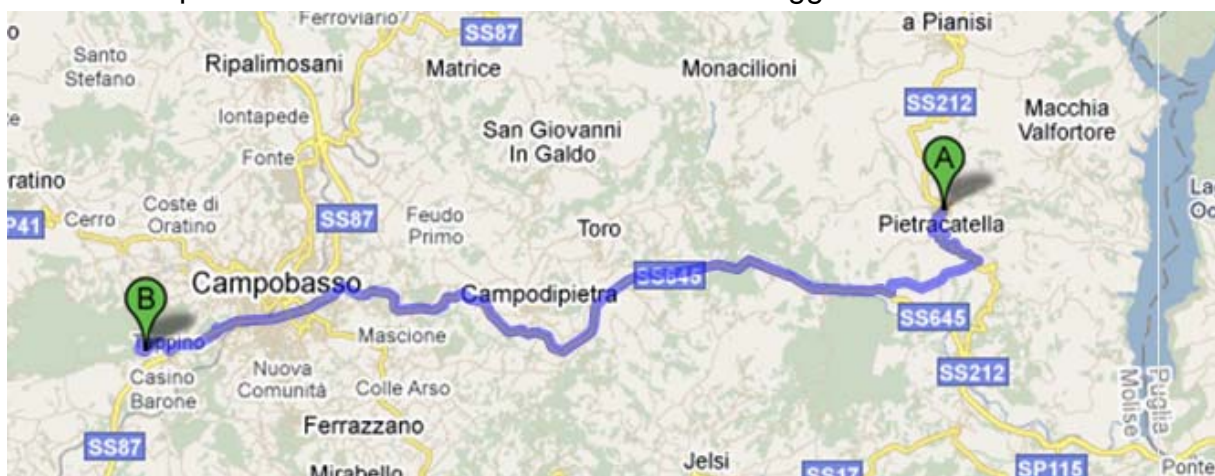 Ferroviario
SS87
a Pianisi
Santo
Stefano
Ripalimosani
Matrice
Monacilioni
SS212
Macchia
Valfortore
Iontapede
San Giovanni
In Galdo
Fonte
A
Coste di
Oratino
Cerro
SS87
Feudo
Primo
Toro
Pietracatella
Campobasso
B
SS645
Campodipietra
SS645
Mascione
Casino
Barone
Nuova
Comunità
Colle Arso
SS212
Ferrazzano
SS87
Molise
Puglia
Jelsi
SP115
Ponte